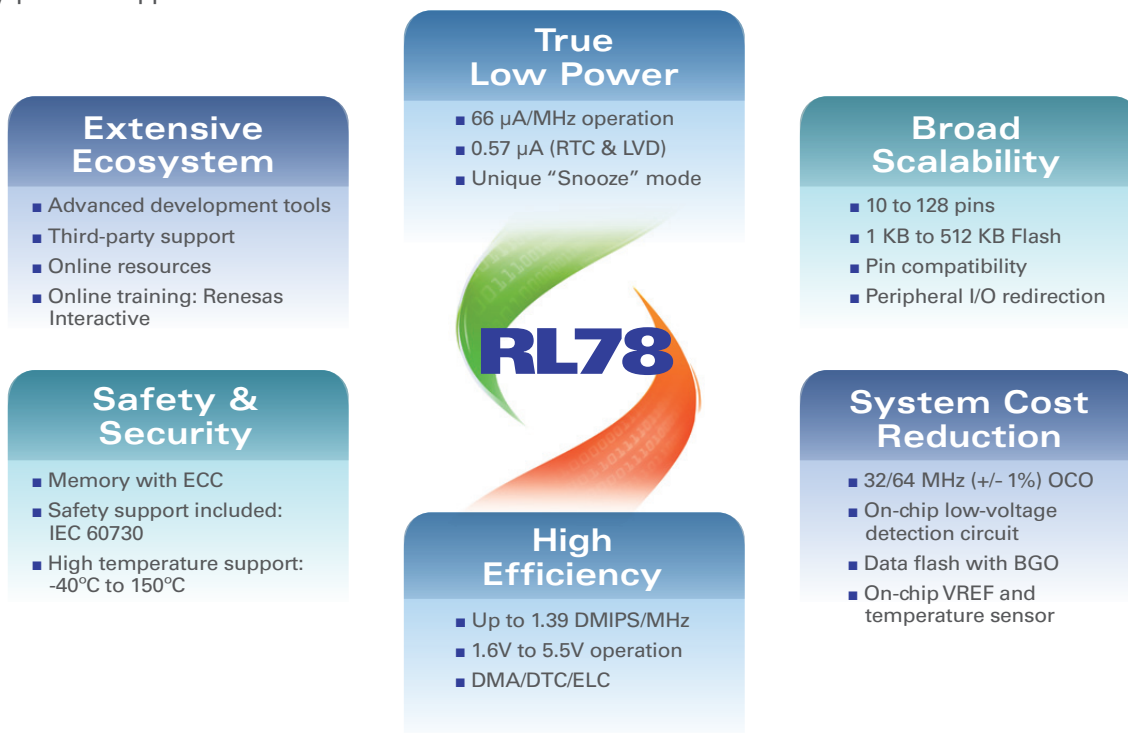 True
Low Power
■ 66 µA/MHz operation
■ 0.57 µA (RTC & LVD)
■ Unique “Snooze” mode
Extensive
Ecosystem
■ Advanced development tools
■ Third-party support
■ Online resources
■ Online training: Renesas
Interactive
Broad
Scalability
■ 10 to 128 pins
■ 1 KB to 512 KB Flash
■ Pin compatibility
■ Peripheral I/O redirection
RL78
Safety &
Security
■ Memory with ECC
■ Safety support included:
IEC 60730
■ High temperature support:
-40°C to 150°C
System Cost
Reduction
■ 32/64 MHz (+/- 1%) OCO
■ On-chip low-voltage
detection circuit
■ Data flash with BGO
■ On-chip VREF and
temperature sensor
High
Efficiency
■ Up to 1.39 DMIPS/MHz
■ 1.6V to 5.5V operation
■ DMA/DTC/ELC